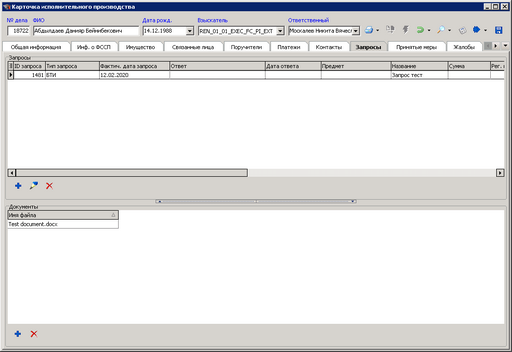 Карточка исполнительного производства
№ дела ФИО Дата рожд. Взыскатель Ответственный
18722 Абдылдаев Данияр Бейнибекович 14.12.1988 REN_01_01_EXEC_FC_PI_EXT Москалев Никита Вячесл
Общая информация Инф. о ФССП Имущество Связанные лица Поручители Платежи Контакты Запросы Принятые меры Жалобы
Запросы
ID запроса Тип запроса Фактич. дата запроса Ответ Дата ответа Предмет Название Сумма Рег.
1481 БТИ 12.02.2020 Запрос тест
Документы
Имя файла
Test document.docx